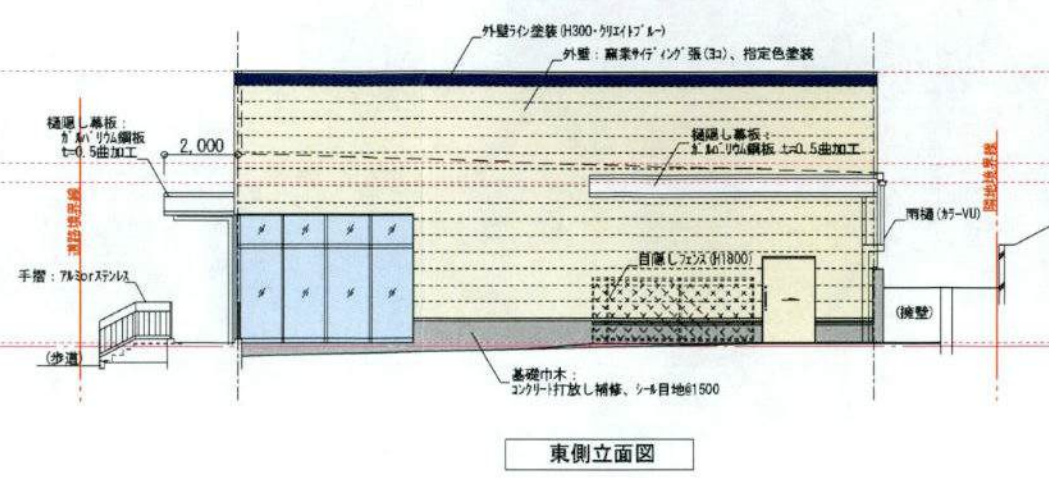 外壁ライン塗装(H300・クリエイトブルー)
外壁：窯業サイディング張(ヨコ)、指定色塗装
樋隠し幕板：
ガルバリウム鋼板
t=0.5曲加工
2,000
樋隠し幕板：
ガルバリウム鋼板 t=0.5曲加工
道路境界線
隣地境界線
雨樋(カラーVU)
手摺：アルミorステンレス
目隠しフェンス(H1800)
(擁壁)
(歩道)
基礎巾木：
コンクリート打放し補修、シール目地@1500
東側立面図